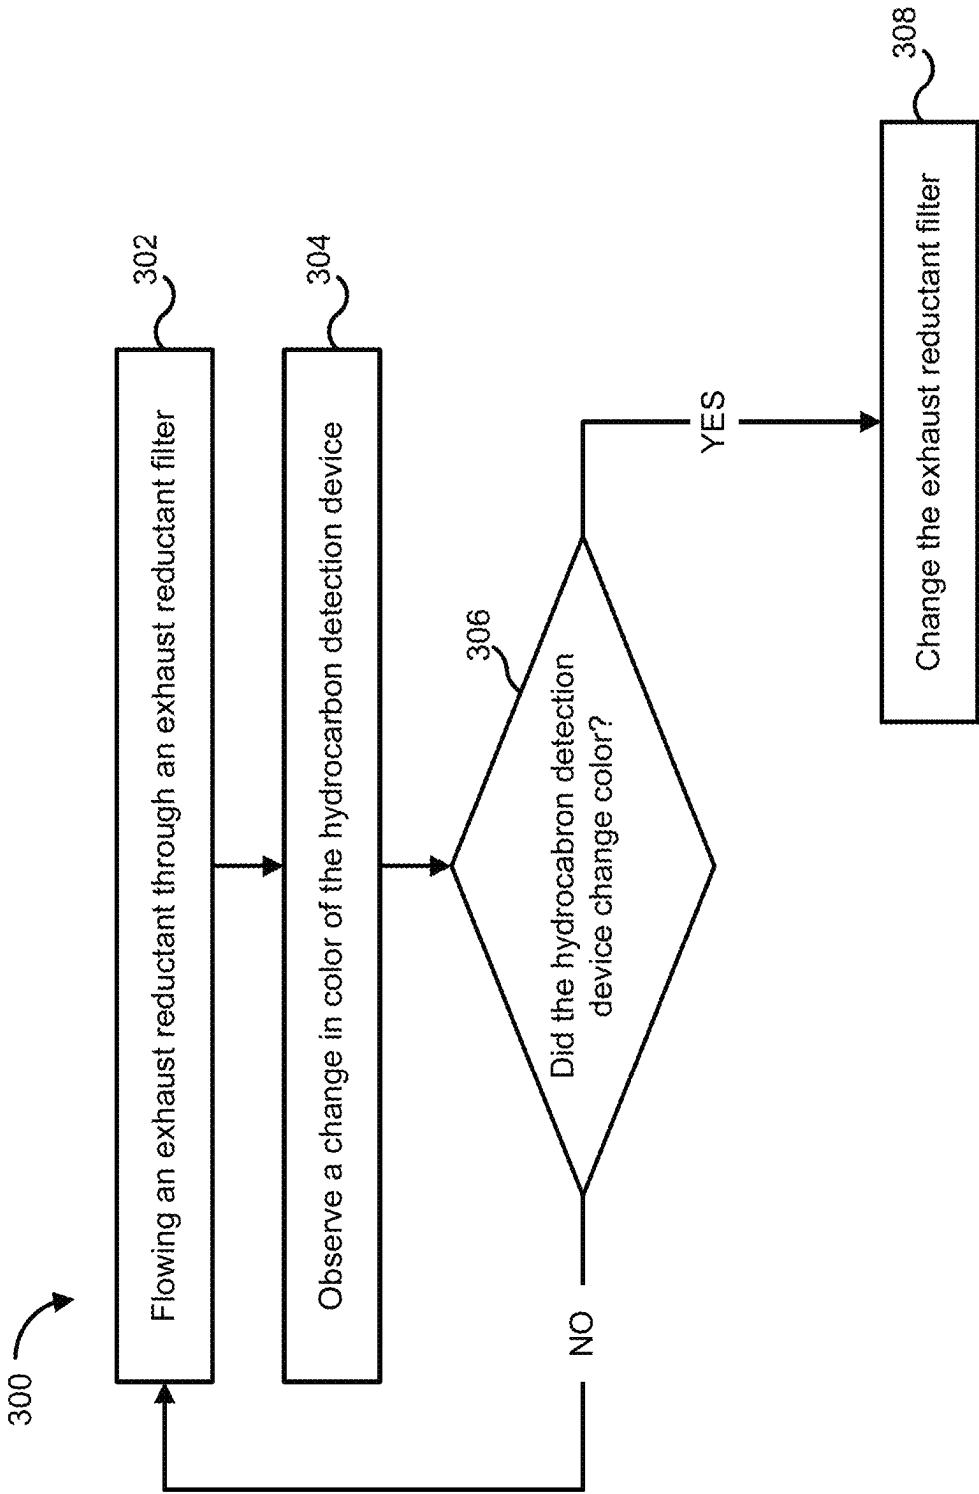 300
302
Flowing an exhaust reductant through an exhaust reductant filter
304
Observe a change in color of the hydrocarbon detection device
306
Did the hydrocabron detection
device change color?
NO
YES
308
Change the exhaust reductant filter